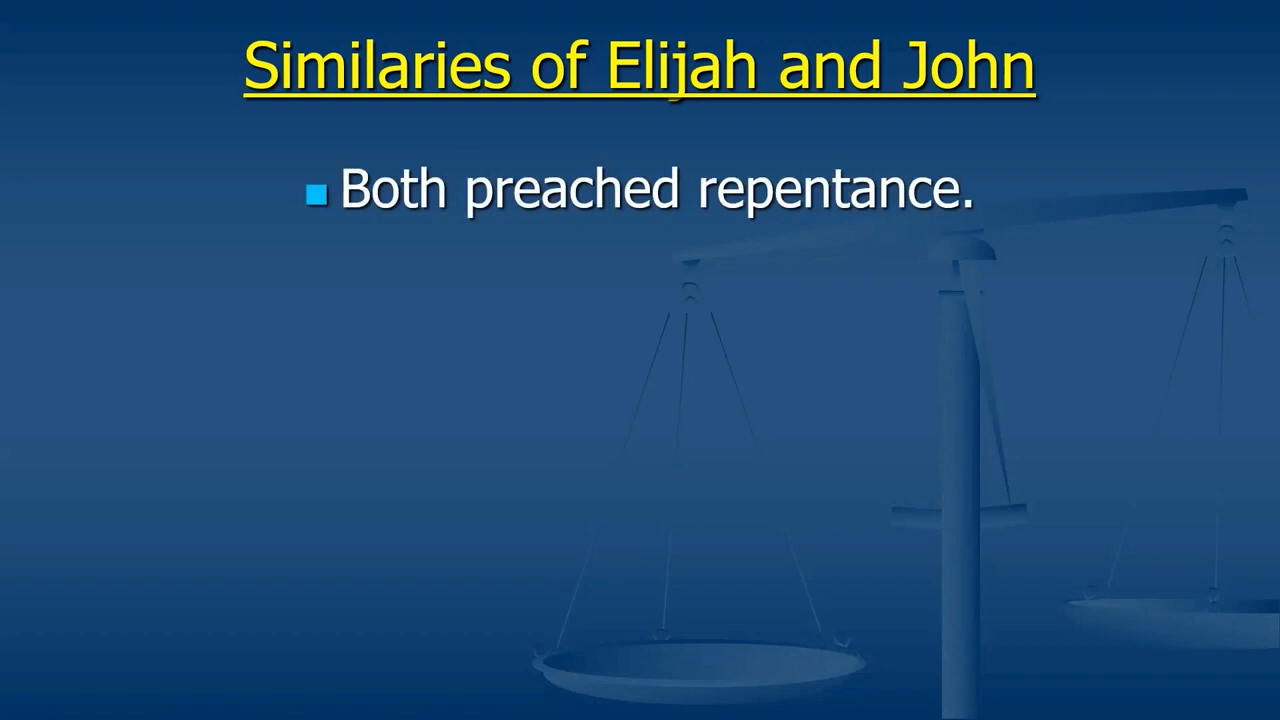 Similaries of Elijah and John
Both preached repentance.